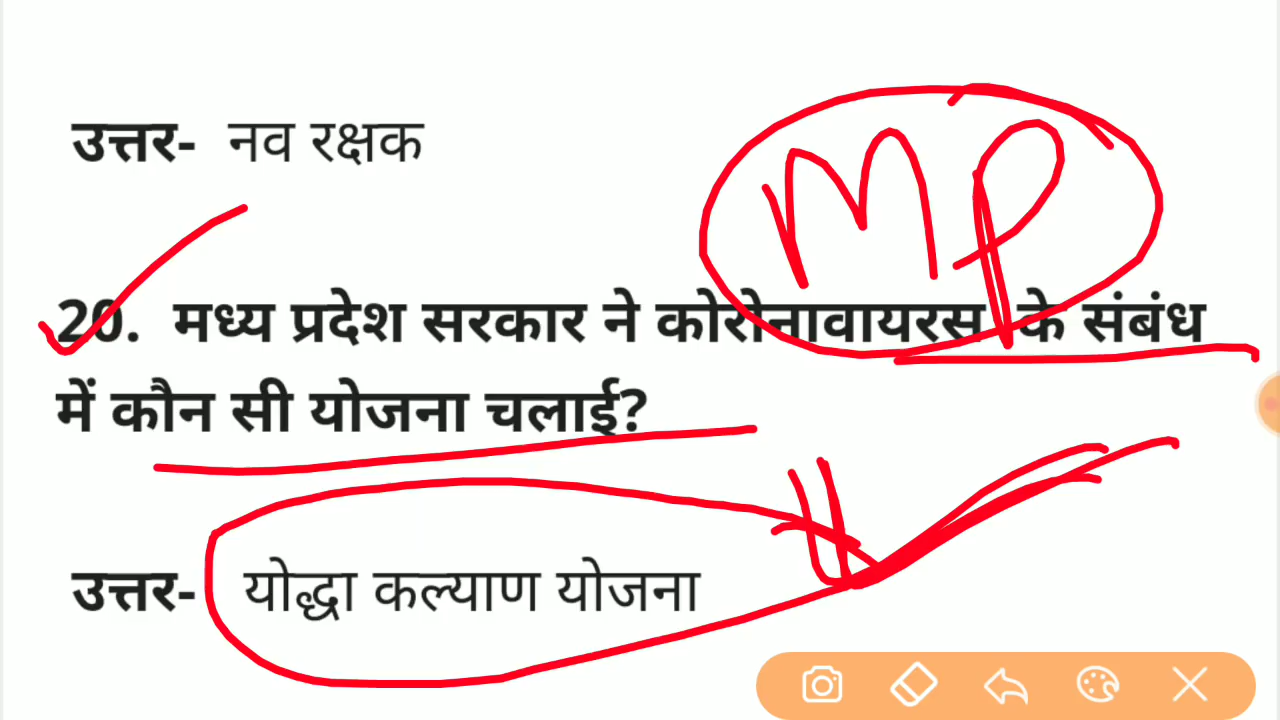 उत्तर- नव रक्षक
MP
20. मध्य प्रदेश सरकार ने कोरोनावायरस के संबंध
में कौन सी योजना चलाई?
उत्तर- योद्धा कल्याण योजना